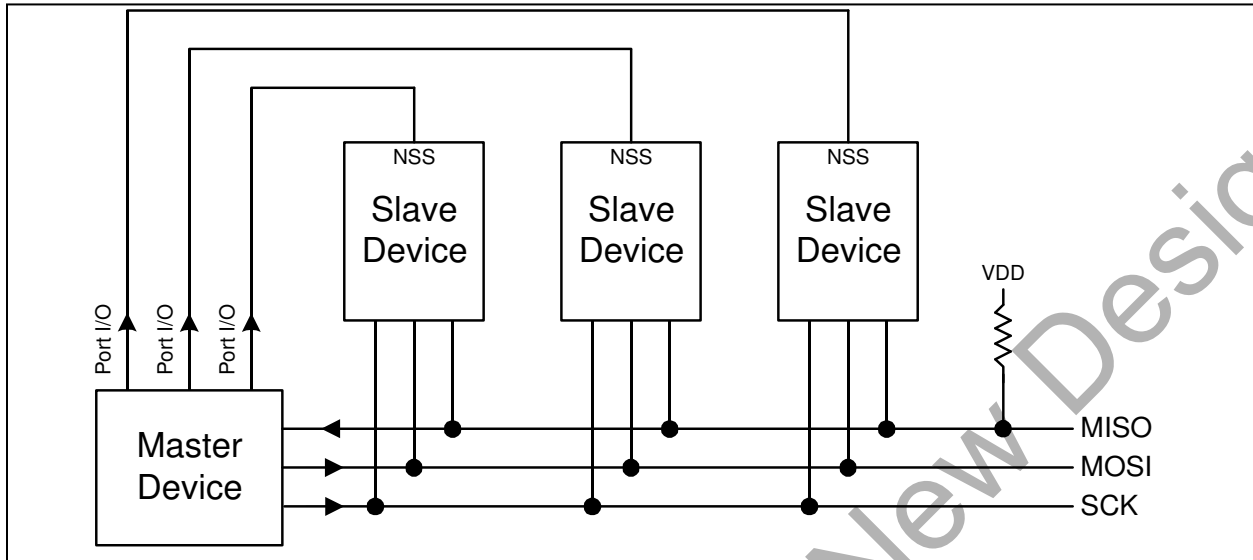 NSS
NSS
NSS
Slave
Device
Slave
Device
Slave
Device
VDD
Port I/O
Port I/O
Port I/O
Master
Device
MISO
MOSI
SCK
New Desig